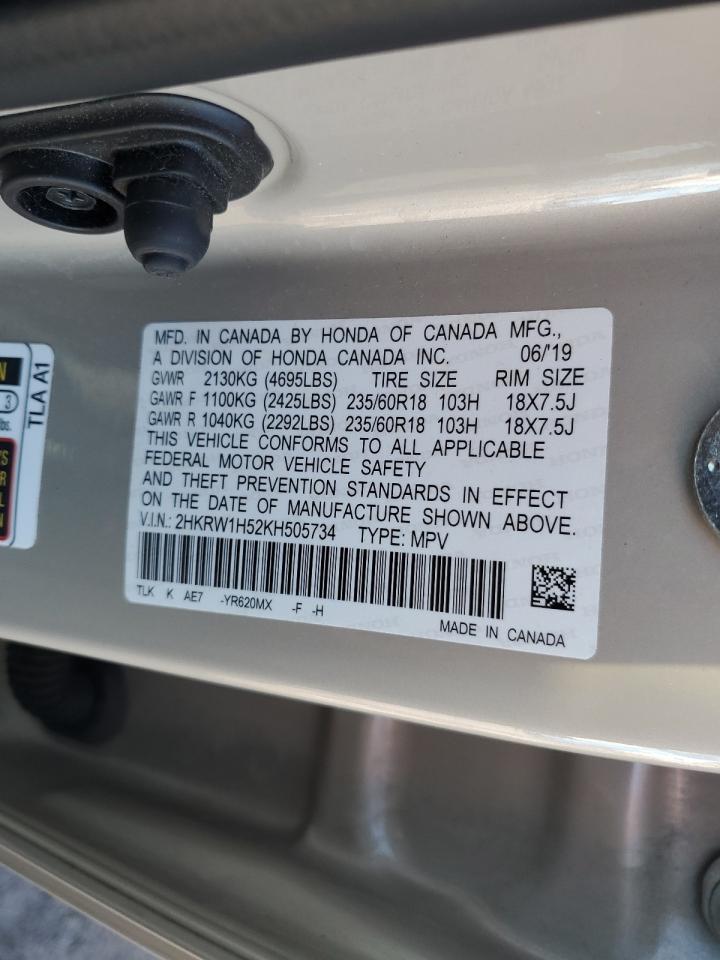 MFD. IN CANADA BY HONDA OF CANADA MFG.,
A DIVISION OF HONDA CANADA INC. 06/'19
GVWR 2130KG (4695LBS) TIRE SIZE RIM SIZE
GAWR F 1100KG (2425LBS) 235/60R18 103H 18X7.5J
GAWR R 1040KG (2292LBS) 235/60R18 103H 18X7.5J
THIS VEHICLE CONFORMS TO ALL APPLICABLE
FEDERAL MOTOR VEHICLE SAFETY
AND THEFT PREVENTION STANDARDS IN EFFECT
ON THE DATE OF MANUFACTURE SHOWN ABOVE.
V.I.N.: 2HKRW1H52KH505734 TYPE: MPV
TLK K AE7 -YR620MX -F -H
MADE IN CANADA
TLA A1
3